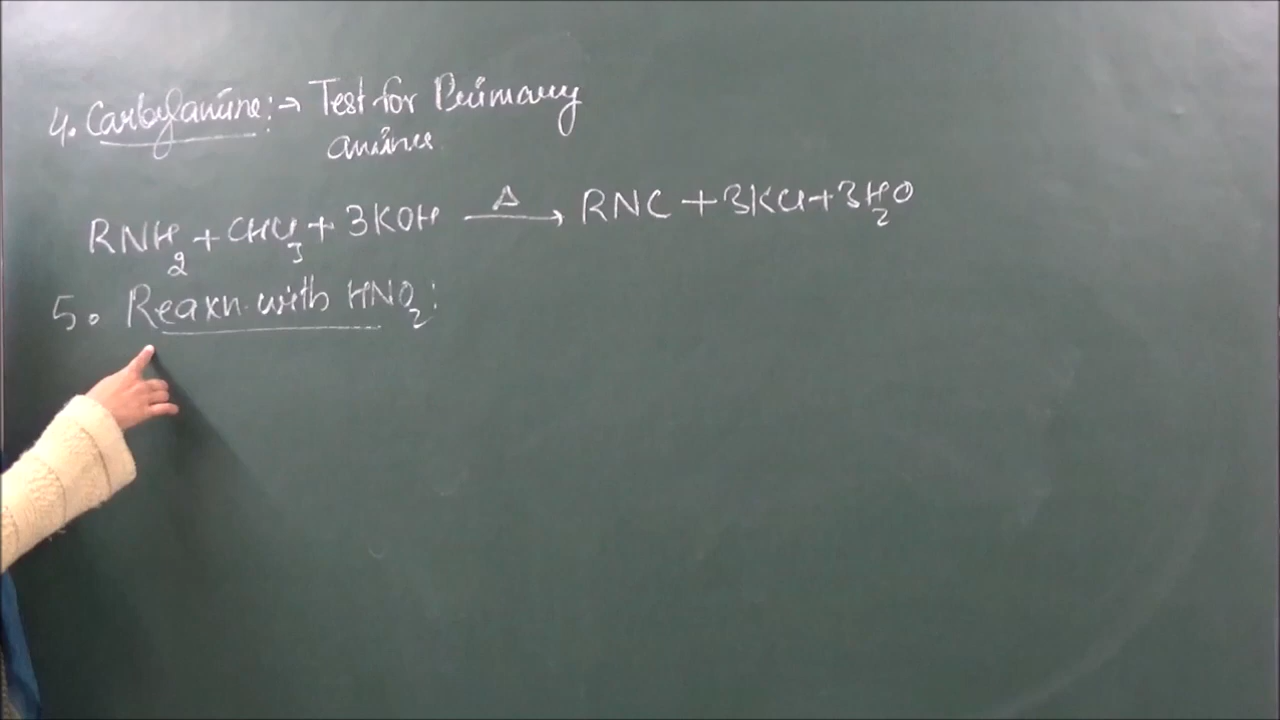 4. Carbylamine:→ Test for Primary
amine
RNH₂ + CHCl₃ + 3KOH —Δ→ RNC + 3KCl + 3H₂O
5. Reaxn. with HNO₂: